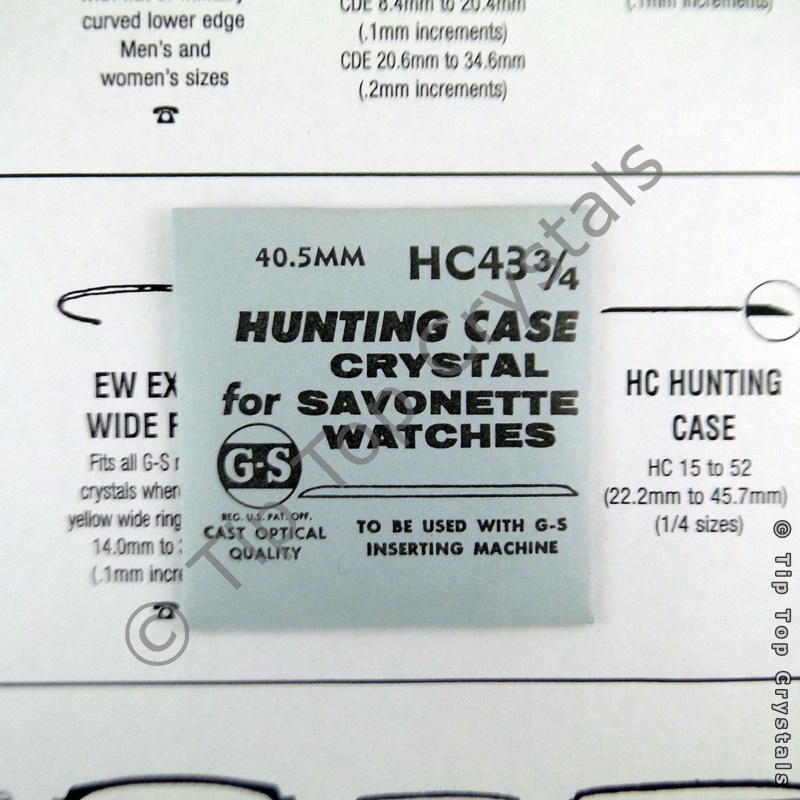 curved lower edge
Men's and
women's sizes
CDE 8.4mm to 20.4mm
(.1mm increments)
CDE 20.6mm to 34.6mm
(.2mm increments)
(.1mm increments)
40.5MM HC43¾
HUNTING CASE
CRYSTAL
for SAVONETTE
WATCHES
G-S
REG. U.S. PAT. OFF.
CAST OPTICAL
QUALITY
TO BE USED WITH G-S
INSERTING MACHINE
EW
WIDE
Fits all G-S
crystals
yellow wide ring
14.0mm to
(.1mm
HC HUNTING
CASE
HC 15 to 52
(22.2mm to 45.7mm)
(1/4 sizes)
© Tip Top Crystals
© Tip Top Crystals